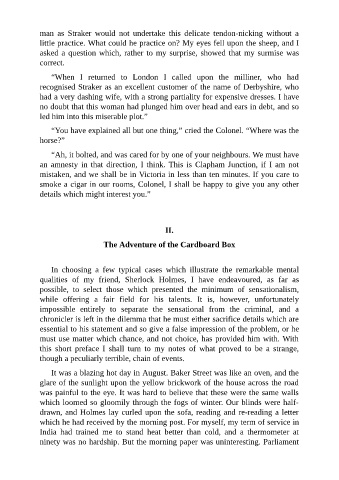 man as Straker would not undertake this delicate tendon-nicking without a
little practice. What could he practice on? My eyes fell upon the sheep, and I
asked a question which, rather to my surprise, showed that my surmise was
correct.
“When I returned to London I called upon the milliner, who had
recognised Straker as an excellent customer of the name of Derbyshire, who
had a very dashing wife, with a strong partiality for expensive dresses. I have
no doubt that this woman had plunged him over head and ears in debt, and so
led him into this miserable plot.”
“You have explained all but one thing,” cried the Colonel. “Where was the
horse?”
“Ah, it bolted, and was cared for by one of your neighbours. We must have
an amnesty in that direction, I think. This is Clapham Junction, if I am not
mistaken, and we shall be in Victoria in less than ten minutes. If you care to
smoke a cigar in our rooms, Colonel, I shall be happy to give you any other
details which might interest you.”
II.
The Adventure of the Cardboard Box
In choosing a few typical cases which illustrate the remarkable mental
qualities of my friend, Sherlock Holmes, I have endeavoured, as far as
possible, to select those which presented the minimum of sensationalism,
while offering a fair field for his talents. It is, however, unfortunately
impossible entirely to separate the sensational from the criminal, and a
chronicler is left in the dilemma that he must either sacrifice details which are
essential to his statement and so give a false impression of the problem, or he
must use matter which chance, and not choice, has provided him with. With
this short preface I shall turn to my notes of what proved to be a strange,
though a peculiarly terrible, chain of events.
It was a blazing hot day in August. Baker Street was like an oven, and the
glare of the sunlight upon the yellow brickwork of the house across the road
was painful to the eye. It was hard to believe that these were the same walls
which loomed so gloomily through the fogs of winter. Our blinds were half-
drawn, and Holmes lay curled upon the sofa, reading and re-reading a letter
which he had received by the morning post. For myself, my term of service in
India had trained me to stand heat better than cold, and a thermometer at
ninety was no hardship. But the morning paper was uninteresting. Parliament